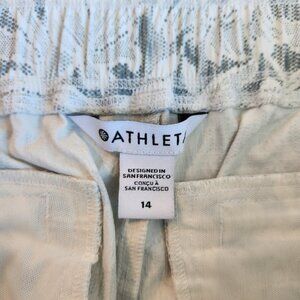 ATHLETA
DESIGNED IN
SAN FRANCISCO
CONÇU À
SAN FRANCISCO
14